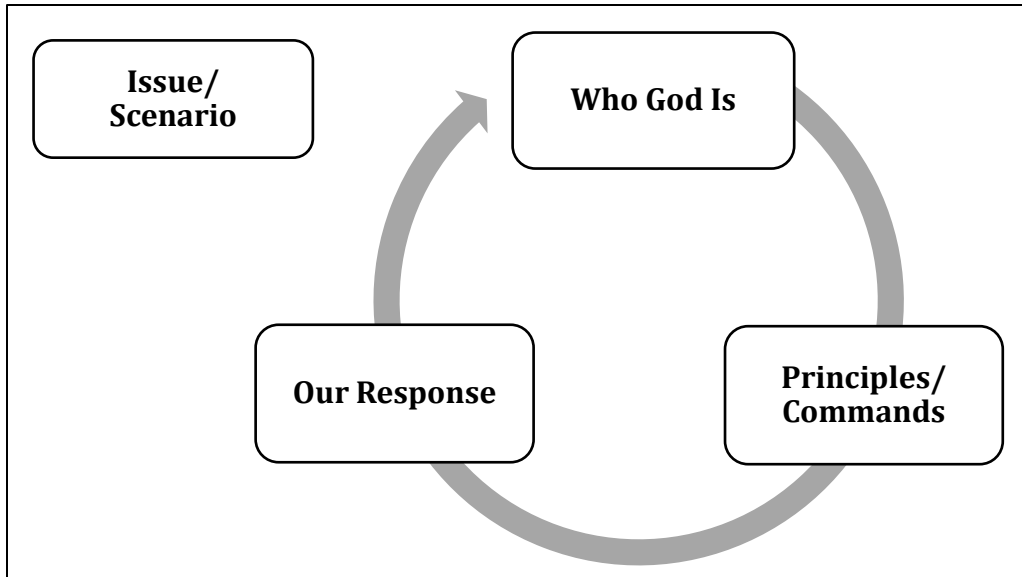 Issue/
Scenario
Who God Is
Our Response
Principles/
Commands